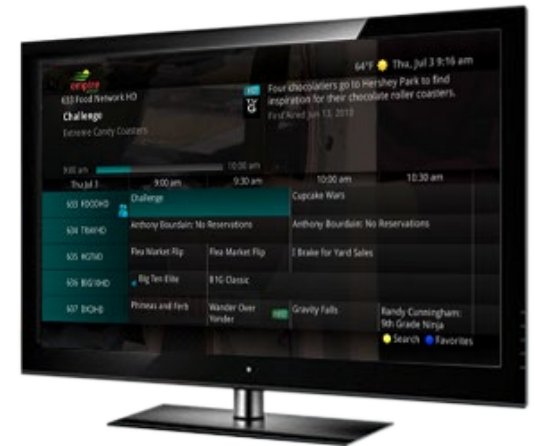 64°F Thu, Jul 3 9:16 am
empire
633 Food Network HD
HD
TV G
Four chocolatiers go to Hershey Park to find
inspiration for their chocolate roller coasters.
First Aired Jun 13, 2010
Challenge
Extreme Candy Coasters
9:00 am 10:00 am
Thu Jul 3 9:00 am 9:30 am 10:00 am 10:30 am
633 FOODHD Challenge Cupcake Wars
634 TRAVHD Anthony Bourdain: No Reservations Anthony Bourdain: No Reservations
635 HGTVHD Flea Market Flip Flea Market Flip I Brake for Yard Sales
636 BIG10HD Big Ten Elite B1G Classic
637 DXDHD Phineas and Ferb Wander Over Yonder Gravity Falls Randy Cunningham: 9th Grade Ninja
Search Favorites